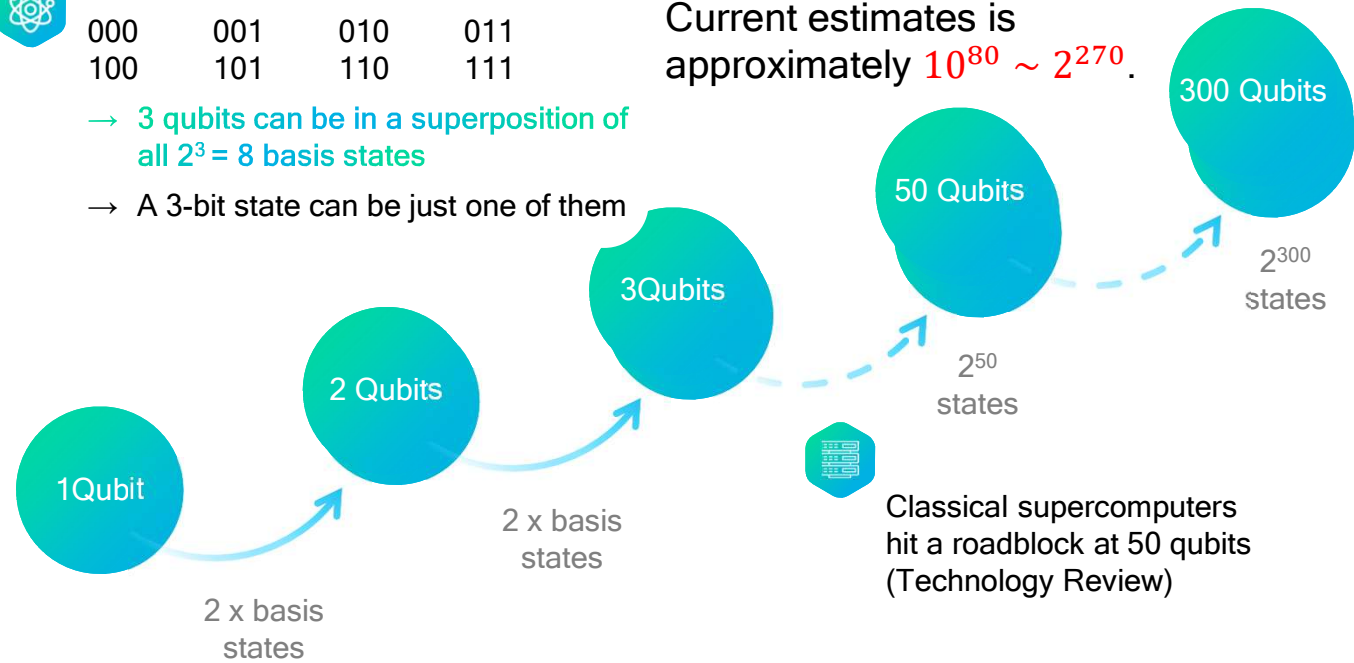 000 001 010 011
100 101 110 111
→ 3 qubits can be in a superposition of
all 2³ = 8 basis states
→ A 3-bit state can be just one of them
Current estimates is
approximately 10⁸⁰ ~ 2²⁷⁰.
300 Qubits
2³⁰⁰
states
50 Qubits
2⁵⁰
states
3Qubits
2 Qubits
2 x basis
states
1Qubit
2 x basis
states
Classical supercomputers
hit a roadblock at 50 qubits
(Technology Review)